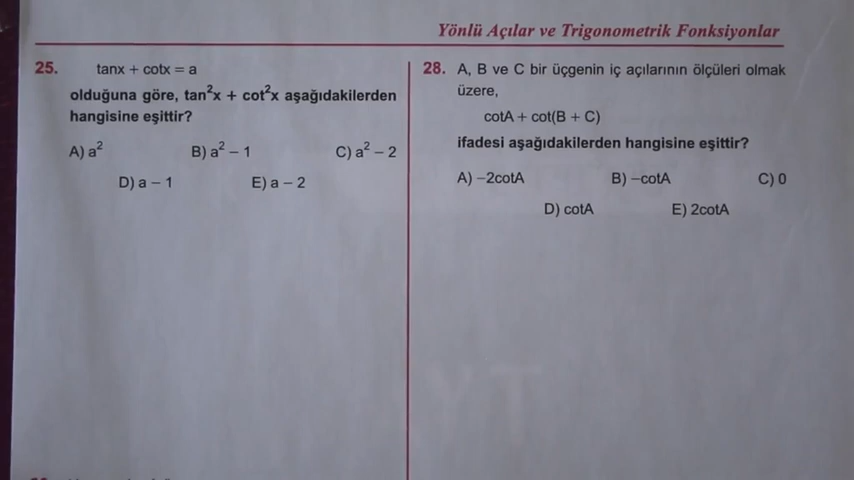 Yönlü Açılar ve Trigonometrik Fonksiyonlar
25. tanx + cotx = a
olduğuna göre, tan²x + cot²x aşağıdakilerden
hangisine eşittir?
A) a² B) a² – 1 C) a² – 2
D) a – 1 E) a – 2
28. A, B ve C bir üçgenin iç açılarının ölçüleri olmak
üzere,
cotA + cot(B + C)
ifadesi aşağıdakilerden hangisine eşittir?
A) –2cotA B) –cotA C) 0
D) cotA E) 2cotA